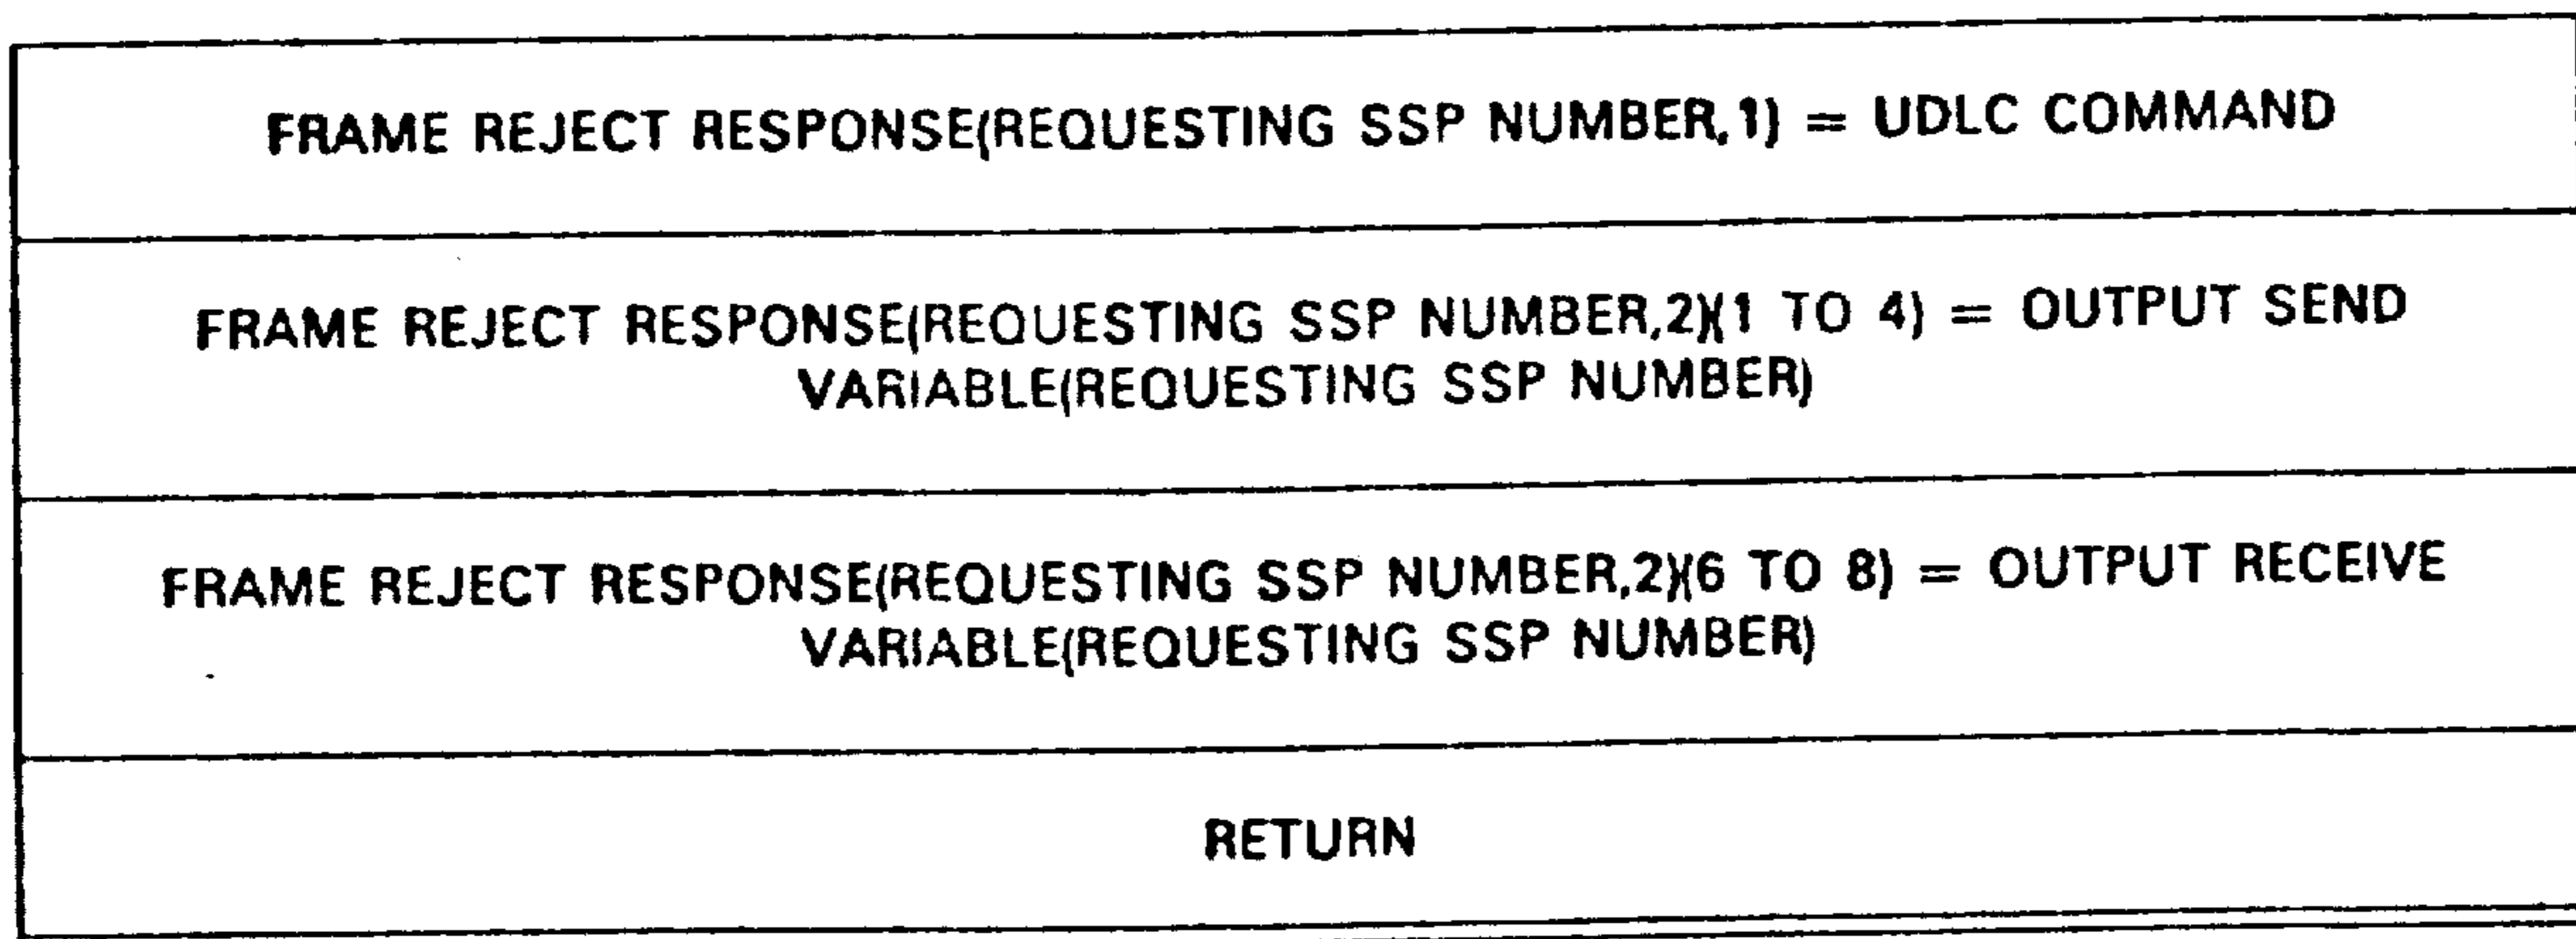 FRAME REJECT RESPONSE(REQUESTING SSP NUMBER,1) = UDLC COMMAND
FRAME REJECT RESPONSE(REQUESTING SSP NUMBER,2)(1 TO 4) = OUTPUT SEND
VARIABLE(REQUESTING SSP NUMBER)
FRAME REJECT RESPONSE(REQUESTING SSP NUMBER,2)(6 TO 8) = OUTPUT RECEIVE
VARIABLE(REQUESTING SSP NUMBER)
RETURN